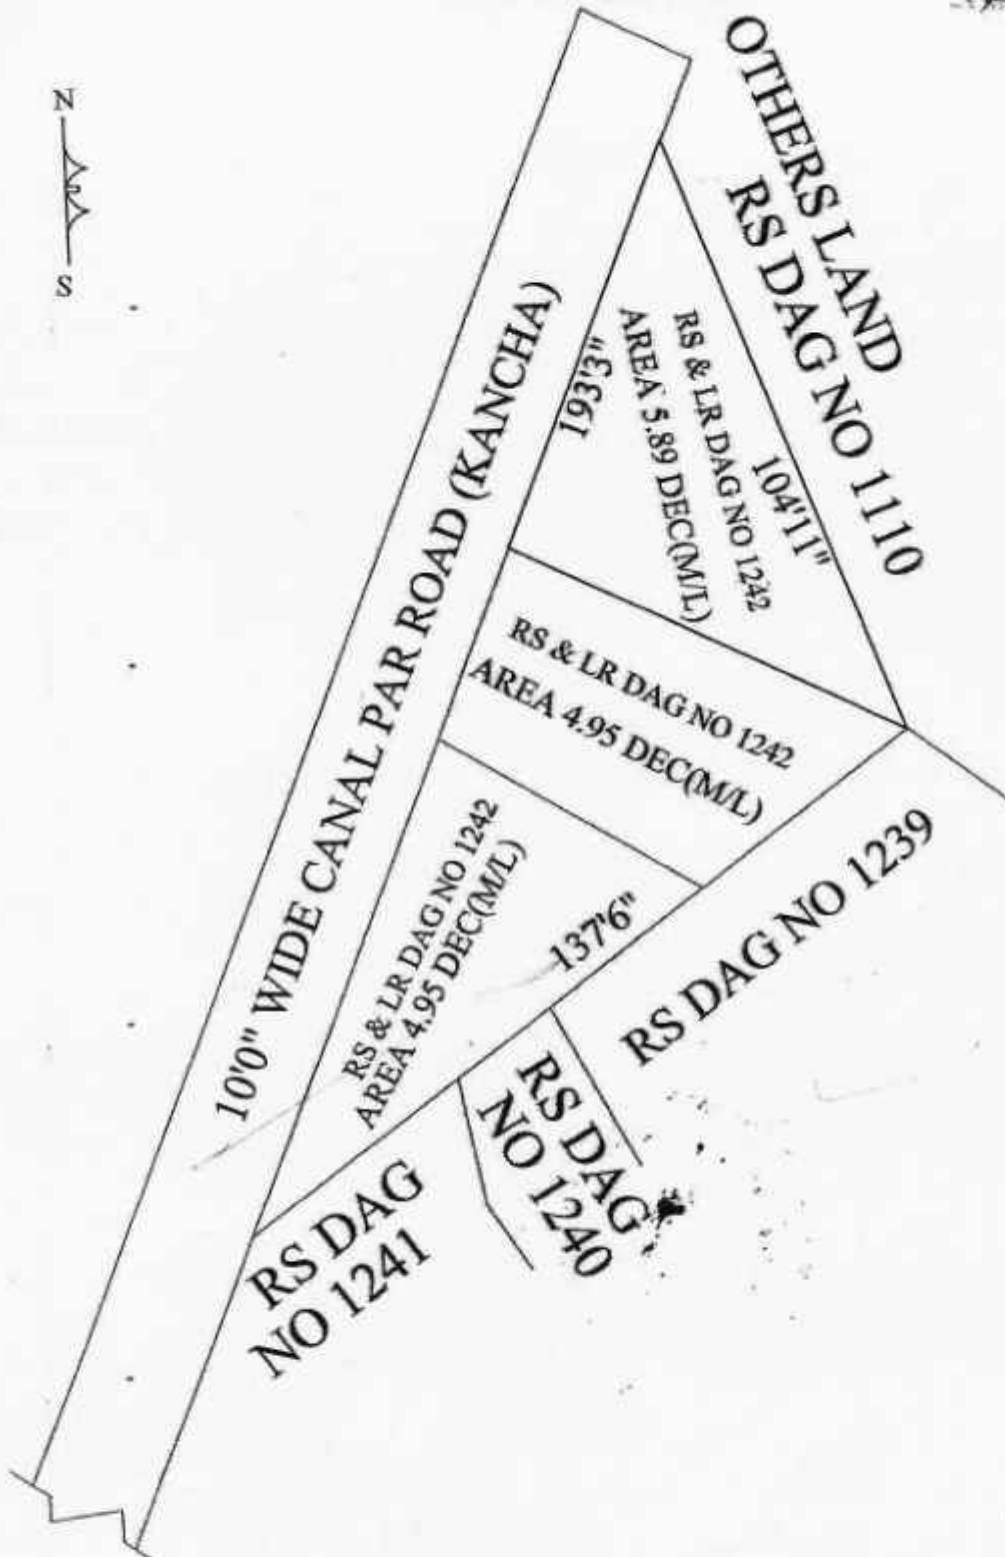 N
S
OTHERS LAND
RS DAG NO 1110
10'0" WIDE CANAL PAR ROAD (KANCHA)
193'3"
RS & LR DAG NO 1242
AREA 5.89 DEC(M/L)
104'11"
RS & LR DAG NO 1242
AREA 4.95 DEC(M/L)
RS & LR DAG NO 1242
AREA 4.95 DEC(M/L)
137'6"
RS DAG NO 1239
RS DAG
NO 1240
RS DAG
NO 1241